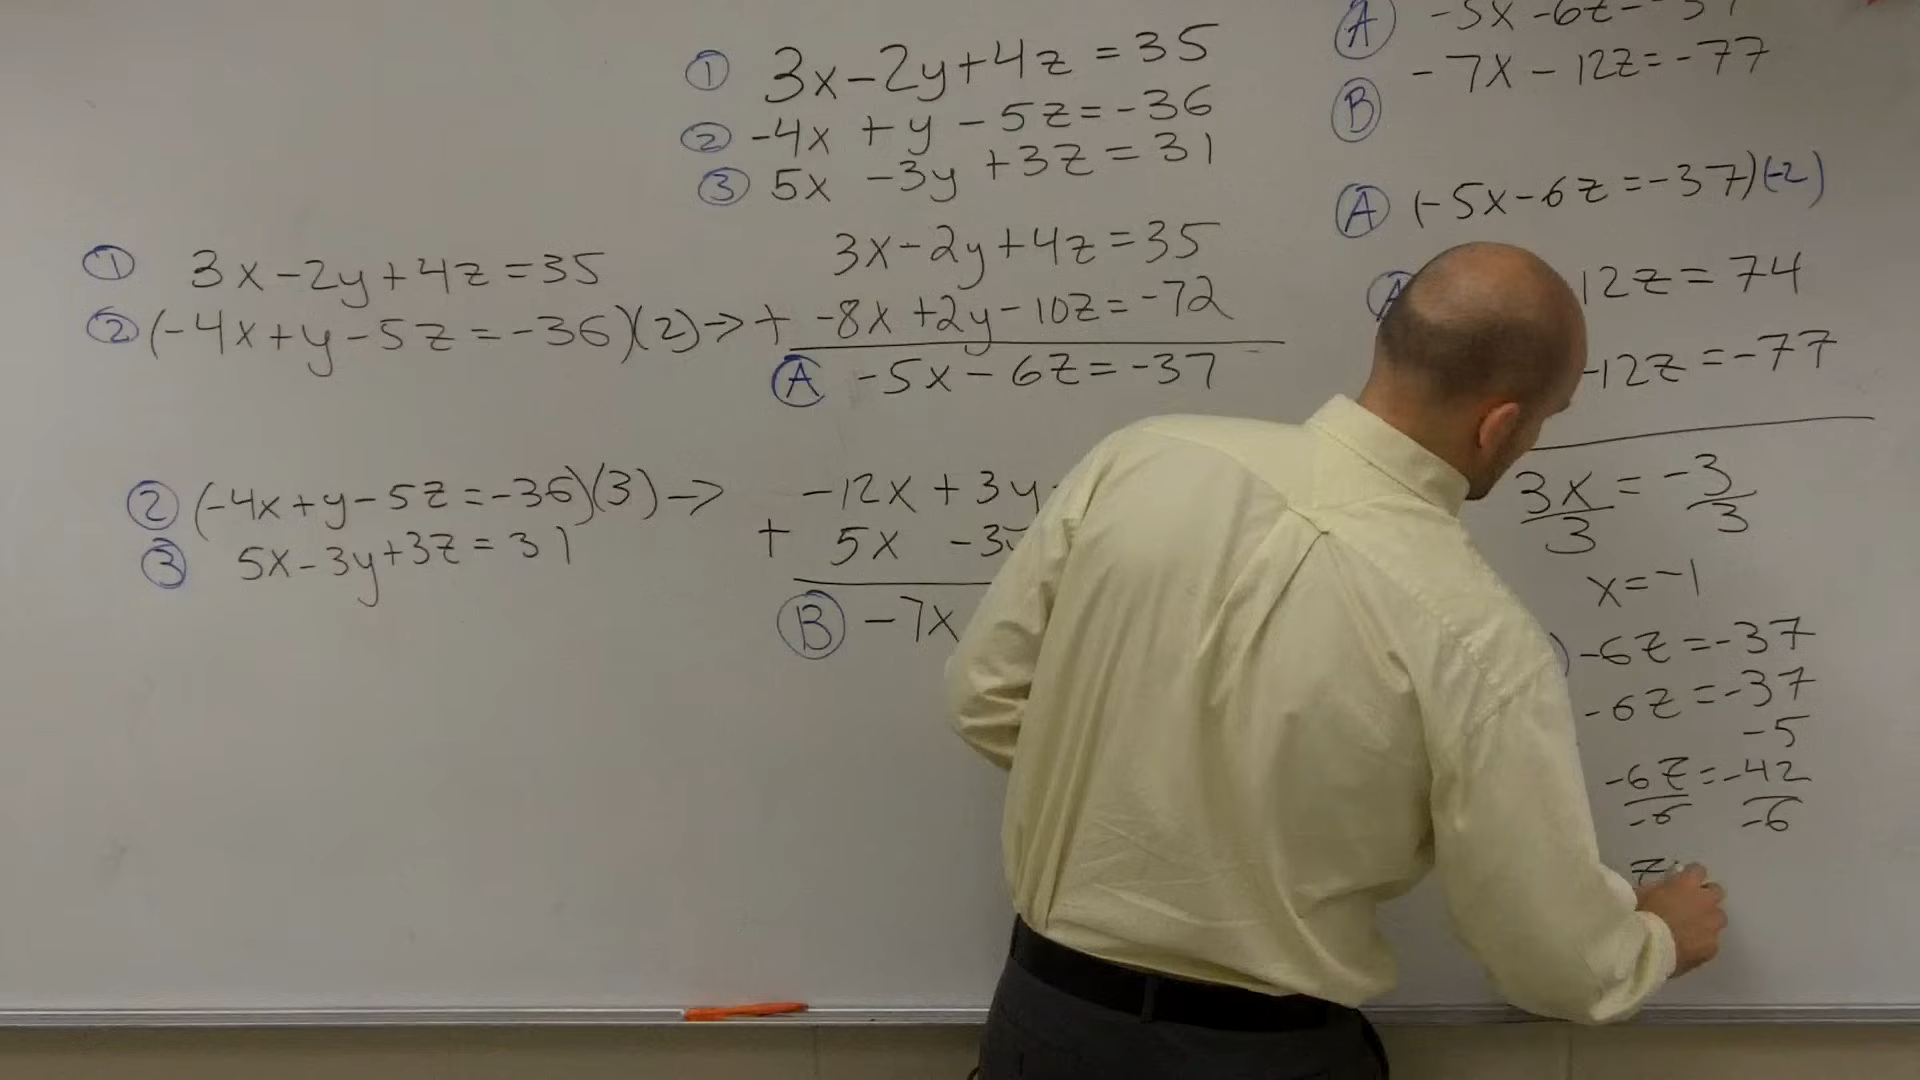 ① 3x-2y+4z=35
② -4x+y-5z=-36
③ 5x-3y+3z=31
① 3x-2y+4z=35
② (-4x+y-5z=-36)(2)→
3x-2y+4z=35
+ -8x+2y-10z=-72
Ⓐ -5x-6z=-37
② (-4x+y-5z=-36)(3)→
③ 5x-3y+3z=31
-12x+3y
+ 5x -3
Ⓑ -7x
Ⓐ -5x-6z=-37
Ⓑ -7x-12z=-77
Ⓐ (-5x-6z=-37)(-2)
12z=74
-12z=-77
3x/3=-3/3
x=-1
-6z=-37
-6z=-37
-5
-6z/-6=-42/-6
z